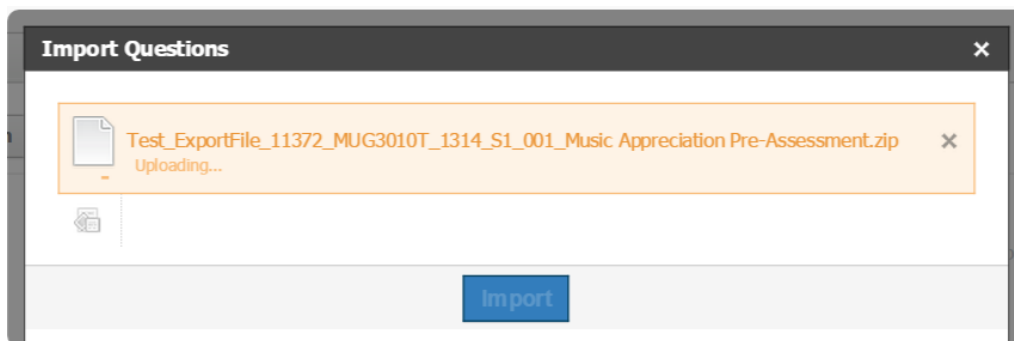 Import Questions
Test_ExportFile_11372_MUG3010T_1314_S1_001_Music Appreciation Pre-Assessment.zip
Uploading...
Import